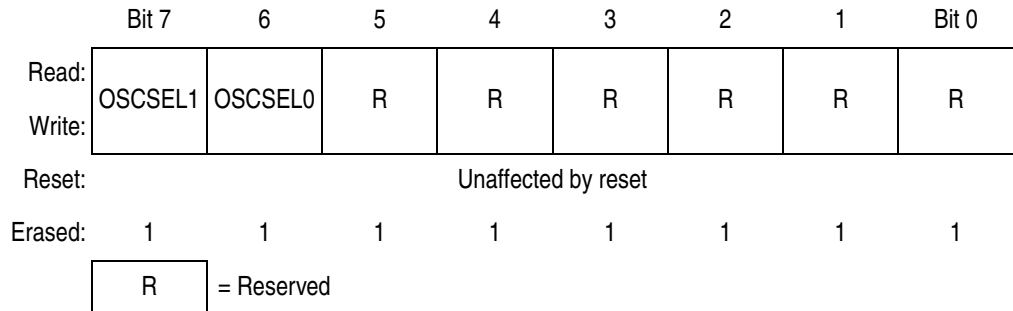 Bit 7 6 5 4 3 2 1 Bit 0
Read:
OSCSEL1 OSCSEL0 R R R R R R
Write:
Reset: Unaffected by reset
Erased: 1 1 1 1 1 1 1 1
R = Reserved